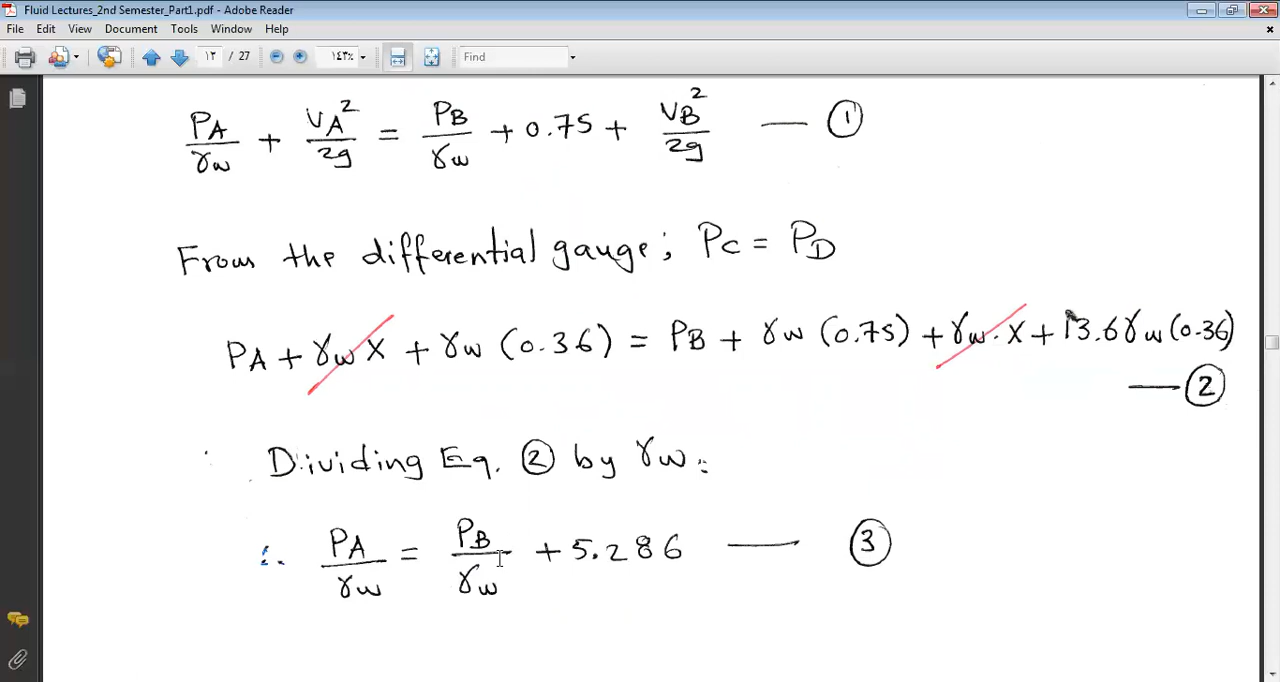 Fluid Lectures_2nd Semester_Part1.pdf - Adobe Reader
File Edit View Document Tools Window Help
١٢ / 27 ١٤٣% Find
PA/γw + VA²/2g = PB/γw + 0.75 + VB²/2g — ①
From the differential gauge; PC = PD
PA + γw X + γw (0.36) = PB + γw (0.75) + γw . X + 13.6 γw (0.36)
— ②
Dividing Eq. ② by γw :
∴ PA/γw = PB/γw + 5.286 — ③